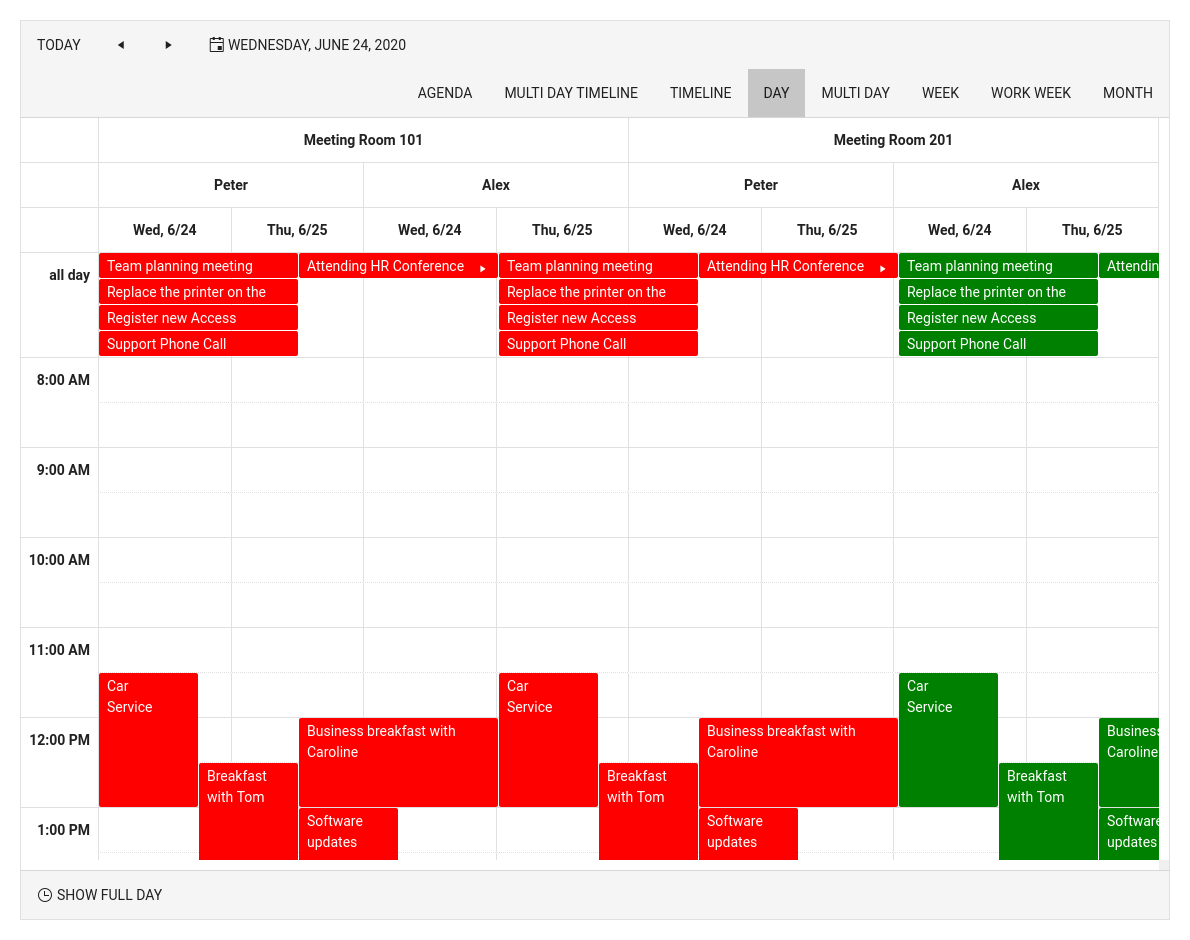 TODAY WEDNESDAY, JUNE 24, 2020
AGENDA MULTI DAY TIMELINE TIMELINE DAY MULTI DAY WEEK WORK WEEK MONTH
Meeting Room 101 Meeting Room 201
Peter Alex Peter Alex
Wed, 6/24 Thu, 6/25 Wed, 6/24 Thu, 6/25 Wed, 6/24 Thu, 6/25 Wed, 6/24 Thu, 6/25
all day Team planning meeting Attending HR Conference Team planning meeting Attending HR Conference Team planning meeting Attendin
Replace the printer on the Replace the printer on the Replace the printer on the
Register new Access Register new Access Register new Access
Support Phone Call Support Phone Call Support Phone Call
8:00 AM
9:00 AM
10:00 AM
11:00 AM
Car Car Car
Service Service Service
12:00 PM Business breakfast with Business breakfast with Business
Caroline Caroline Caroline
Breakfast Breakfast Breakfast
with Tom with Tom with Tom
1:00 PM Software Software Software
updates updates updates
SHOW FULL DAY